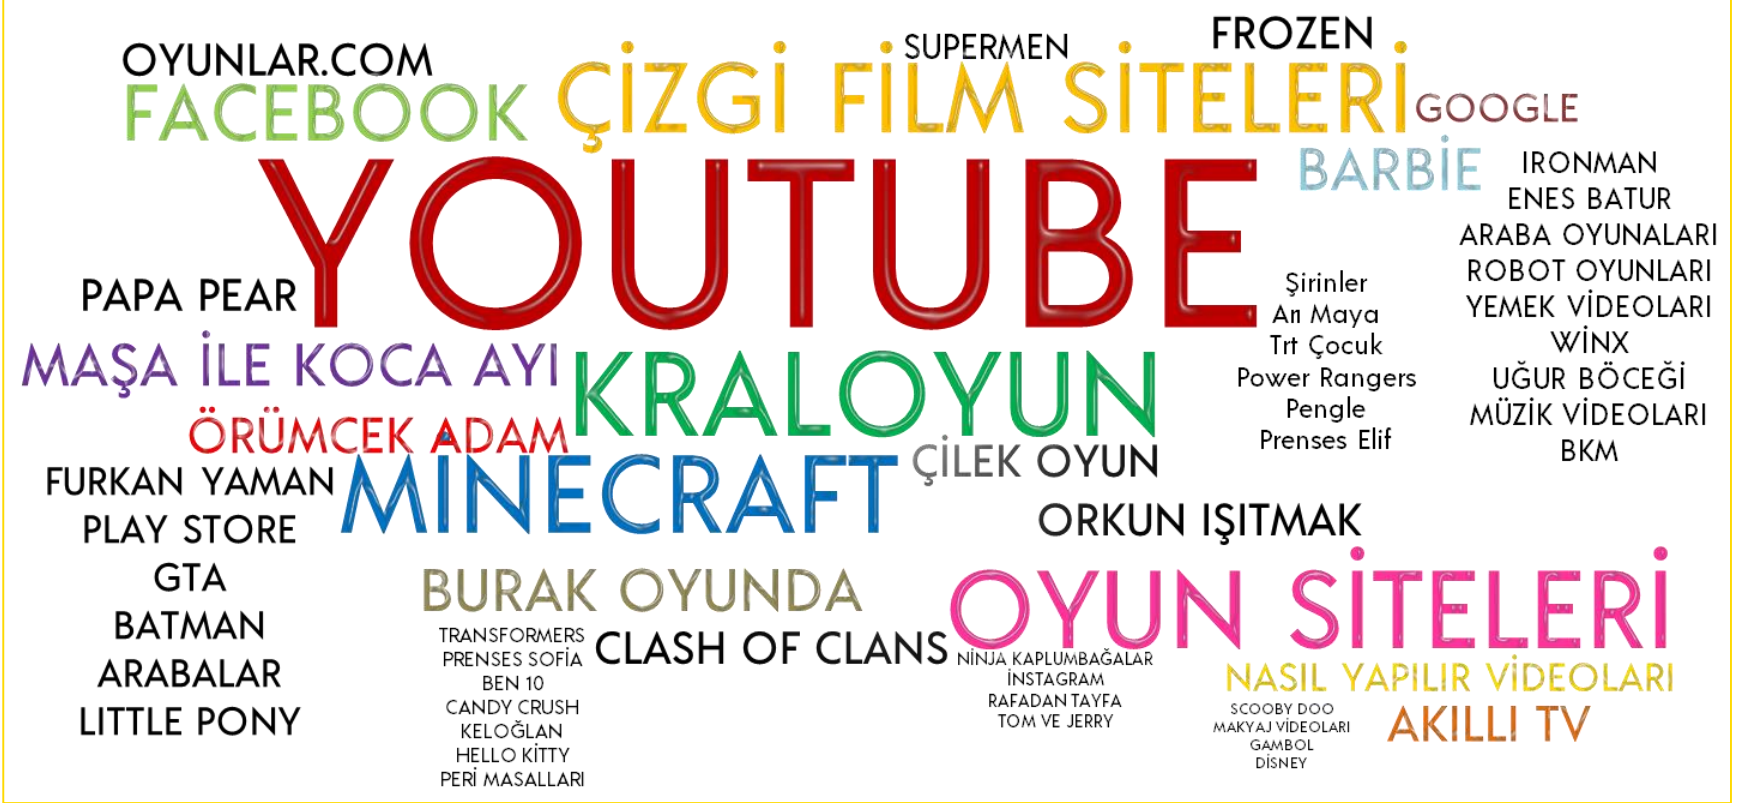 OYUNLAR.COM
SUPERMEN
FROZEN
FACEBOOK
ÇİZGİ FİLM SİTELERİ
GOOGLE
YOUTUBE
BARBİE
IRONMAN
ENES BATUR
ARABA OYUNALARI
ROBOT OYUNLARI
YEMEK VİDEOLARI
WİNX
UĞUR BÖCEĞİ
MÜZİK VİDEOLARI
BKM
Şirinler
Arı Maya
Trt Çocuk
Power Rangers
Pengle
Prenses Elif
PAPA PEAR
MAŞA İLE KOCA AYI
KRALOYUN
ÖRÜMCEK ADAM
MINECRAFT
ÇİLEK OYUN
FURKAN YAMAN
PLAY STORE
GTA
BATMAN
ARABALAR
LITTLE PONY
ORKUN IŞITMAK
BURAK OYUNDA
OYUN SİTELERİ
TRANSFORMERS
PRENSES SOFİA
BEN 10
CANDY CRUSH
KELOĞLAN
HELLO KİTTY
PERİ MASALLARI
CLASH OF CLANS
NİNJA KAPLUMBAĞALAR
İNSTAGRAM
RAFADAN TAYFA
TOM VE JERRY
NASIL YAPILIR VİDEOLARI
SCOOBY DOO
MAKYAJ VİDEOLARI
GAMBOL
DİSNEY
AKILLI TV